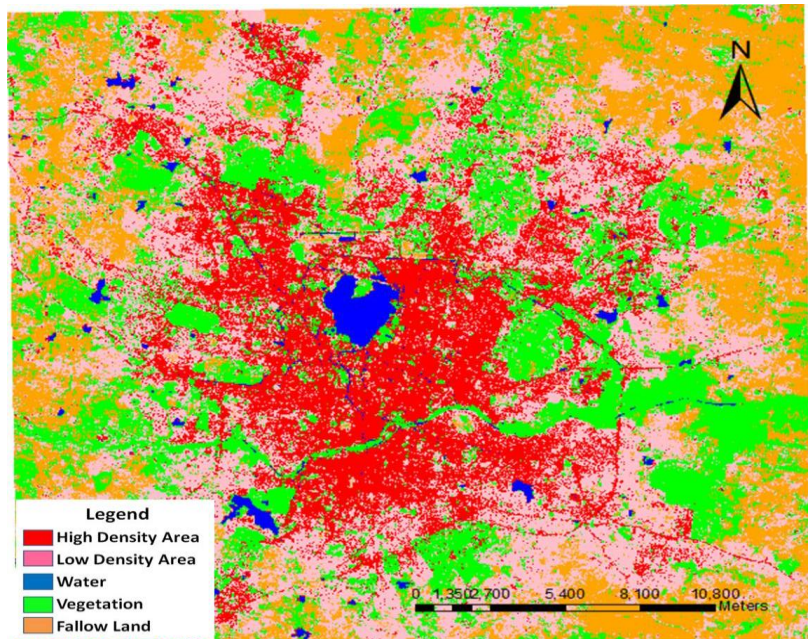 N
Legend
High Density Area
Low Density Area
Water
Vegetation
Fallow Land
0 1,350 2,700 5,400 8,100 10,800
Meters